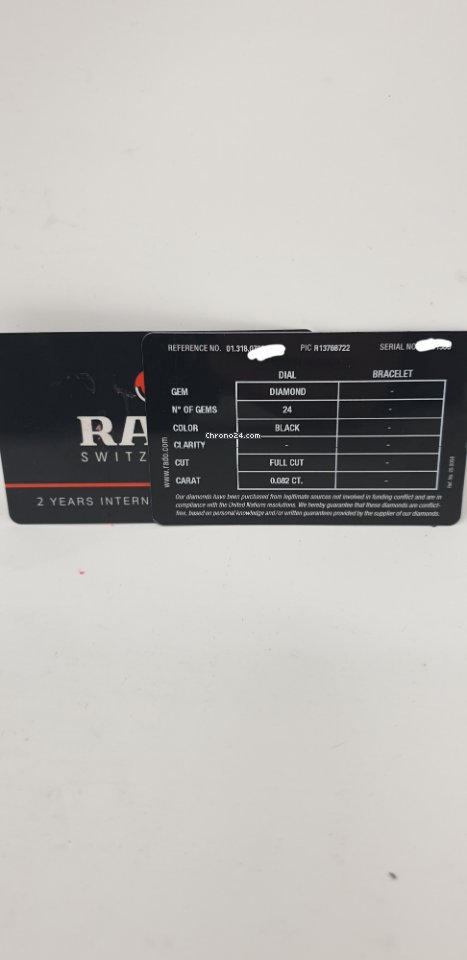 RA
SWITZ
2 YEARS INTERN
REFERENCE NO. 01.318. PIC R13768722 SERIAL NO
DIAL BRACELET
GEM DIAMOND -
N° OF GEMS 24 -
COLOR BLACK -
CLARITY - -
CUT FULL CUT -
CARAT 0.082 CT. -
Our diamonds have been purchased from legitimate sources not involved in funding conflict and are in
compliance with the United Nations resolutions. We hereby guarantee that these diamonds are conflict-
free, based on personal knowledge and/or written guarantees provided by the supplier of our diamonds.
www.rado.com
Chrono24.com